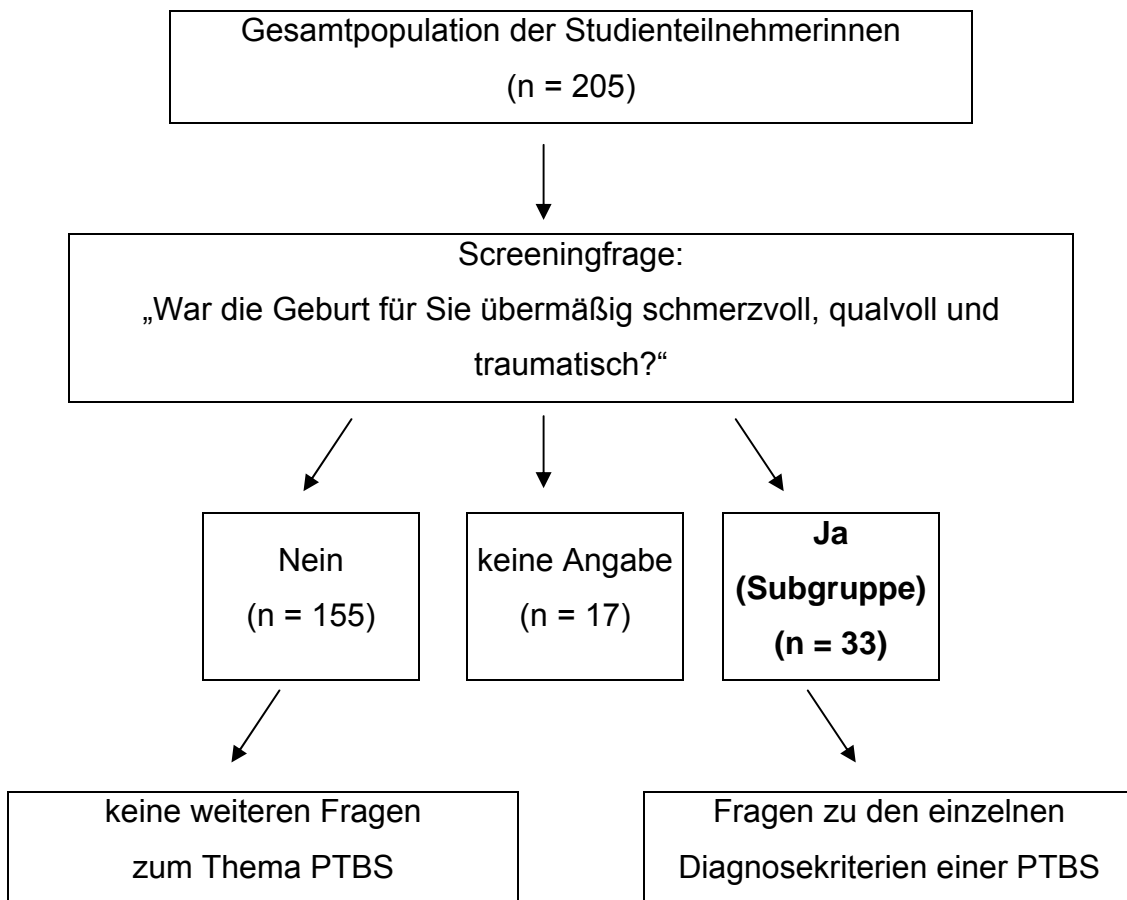 Gesamtpopulation der Studienteilnehmerinnen
(n = 205)
Screeningfrage:
„War die Geburt für Sie übermäßig schmerzvoll, qualvoll und
traumatisch?“
Nein
(n = 155)
keine Angabe
(n = 17)
Ja
(Subgruppe)
(n = 33)
keine weiteren Fragen
zum Thema PTBS
Fragen zu den einzelnen
Diagnosekriterien einer PTBS